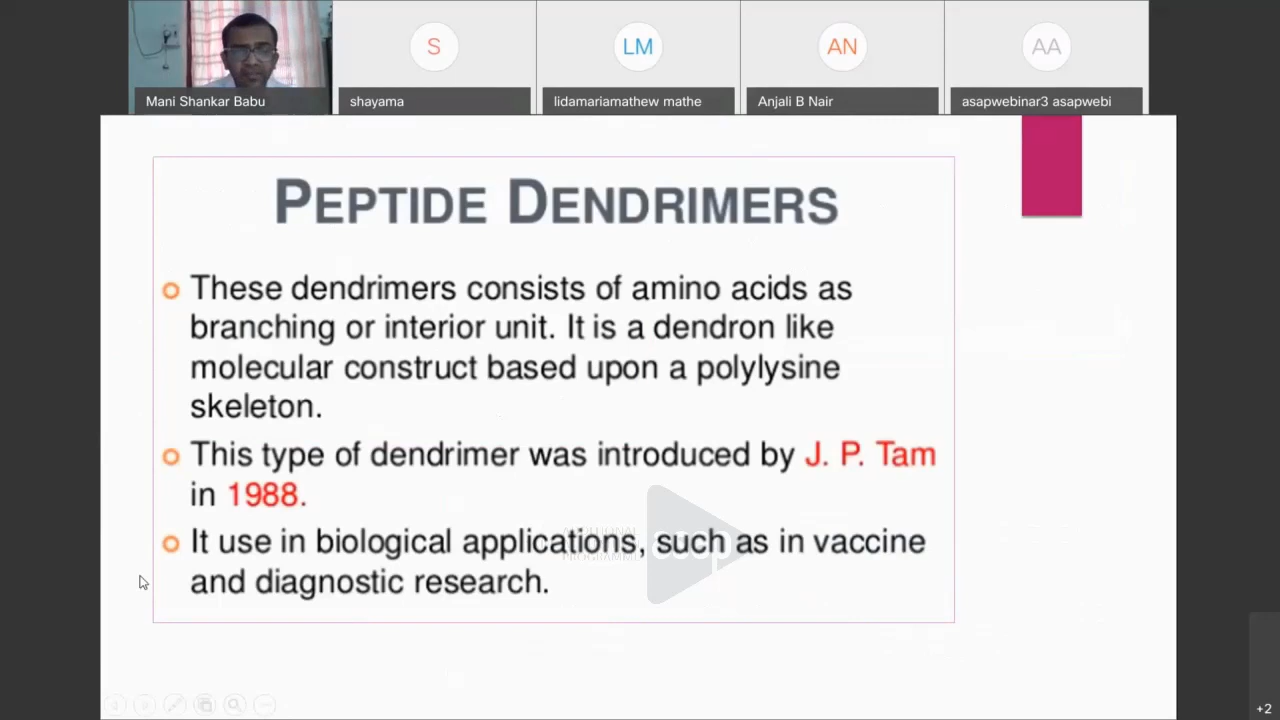 S
LM
AN
AA
Mani Shankar Babu
shayama
lidamariamathew mathe
Anjali B Nair
asapwebinar3 asapwebi
PEPTIDE DENDRIMERS
These dendrimers consists of amino acids as
branching or interior unit. It is a dendron like
molecular construct based upon a polylysine
skeleton.
This type of dendrimer was introduced by J. P. Tam
in 1988.
It use in biological applications, such as in vaccine
and diagnostic research.
asap
+2